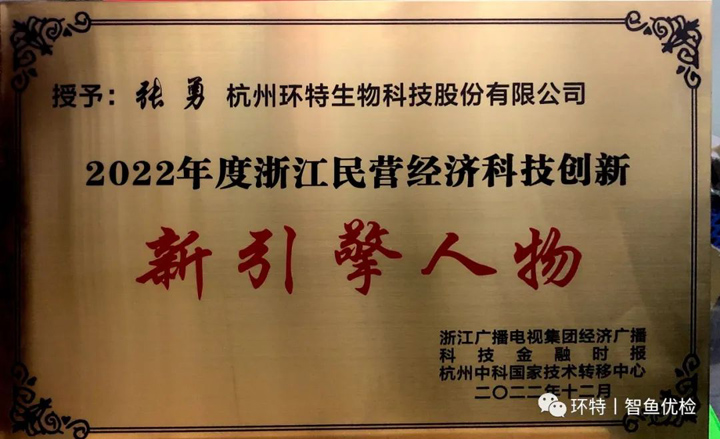 授予：张勇 杭州环特生物科技股份有限公司
2022年度浙江民营经济科技创新
新引擎人物
浙江广播电视集团经济广播
科技金融时报
杭州中科国家技术转移中心
二〇二二年十二月
环特丨智鱼优检